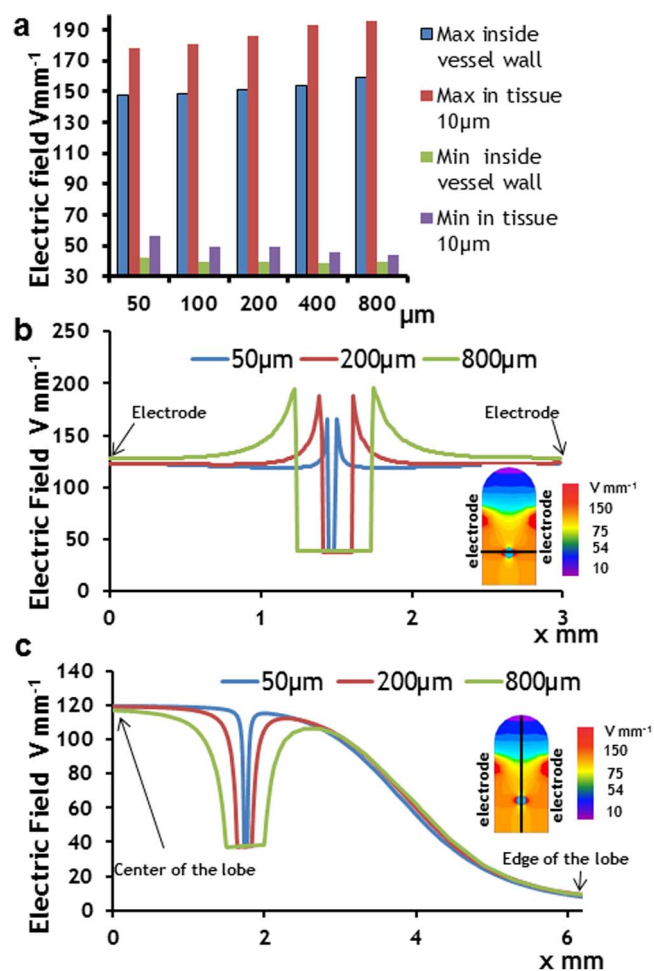 a
190
170
150
130
110
90
70
50
30
Electric field Vmm-1
50 100 200 400 800 µm
Max inside
vessel wall
Max in tissue
10µm
Min inside
vessel wall
Min in tissue
10µm
b
250
200
150
100
50
0
Electric Field V mm-1
50µm 200µm 800µm
Electrode
Electrode
V mm-1
150
75
54
10
electrode
electrode
0 1 2 3
x mm
c
140
120
100
80
60
40
20
0
Electric Field V mm-1
50µm 200µm 800µm
V mm-1
150
75
54
10
electrode
electrode
Center of the lobe
Edge of the lobe
0 2 4 6
x mm